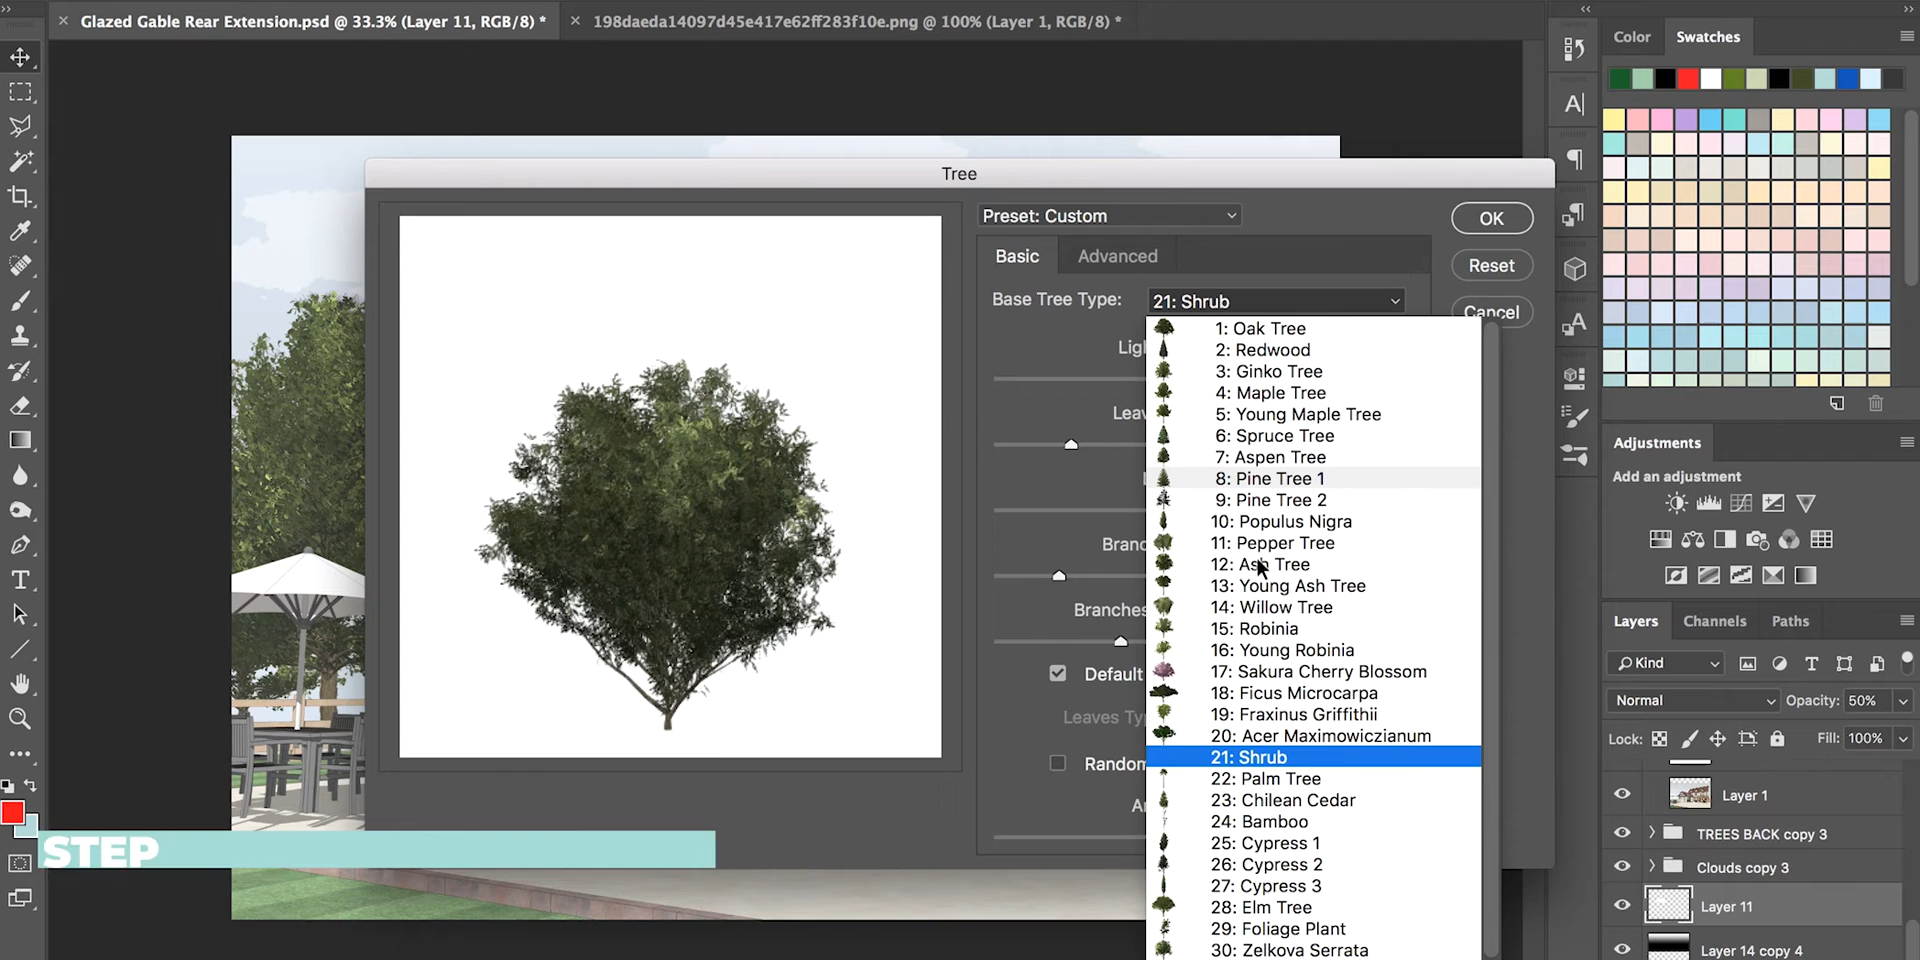 Glazed Gable Rear Extension.psd @ 33.3% (Layer 11, RGB/8) *
198daeda14097d45e417e62ff283f10e.png @ 100% (Layer 1, RGB/8) *
Color
Swatches
Tree
Preset: Custom
OK
Basic
Advanced
Reset
Base Tree Type:
21: Shrub
Cancel
1: Oak Tree
2: Redwood
3: Ginko Tree
4: Maple Tree
5: Young Maple Tree
6: Spruce Tree
7: Aspen Tree
8: Pine Tree 1
9: Pine Tree 2
10: Populus Nigra
11: Pepper Tree
12: Ash Tree
13: Young Ash Tree
14: Willow Tree
15: Robinia
16: Young Robinia
17: Sakura Cherry Blossom
18: Ficus Microcarpa
19: Fraxinus Griffithii
20: Acer Maximowiczianum
21: Shrub
22: Palm Tree
23: Chilean Cedar
24: Bamboo
25: Cypress 1
26: Cypress 2
27: Cypress 3
28: Elm Tree
29: Foliage Plant
30: Zelkova Serrata
Lig
Leav
Branc
Branches
Default
Leaves Ty
Random
STEP
Adjustments
Add an adjustment
Layers
Channels
Paths
Kind
Normal
Opacity: 50%
Lock:
Fill: 100%
Layer 1
TREES BACK copy 3
Clouds copy 3
Layer 11
Layer 14 copy 4